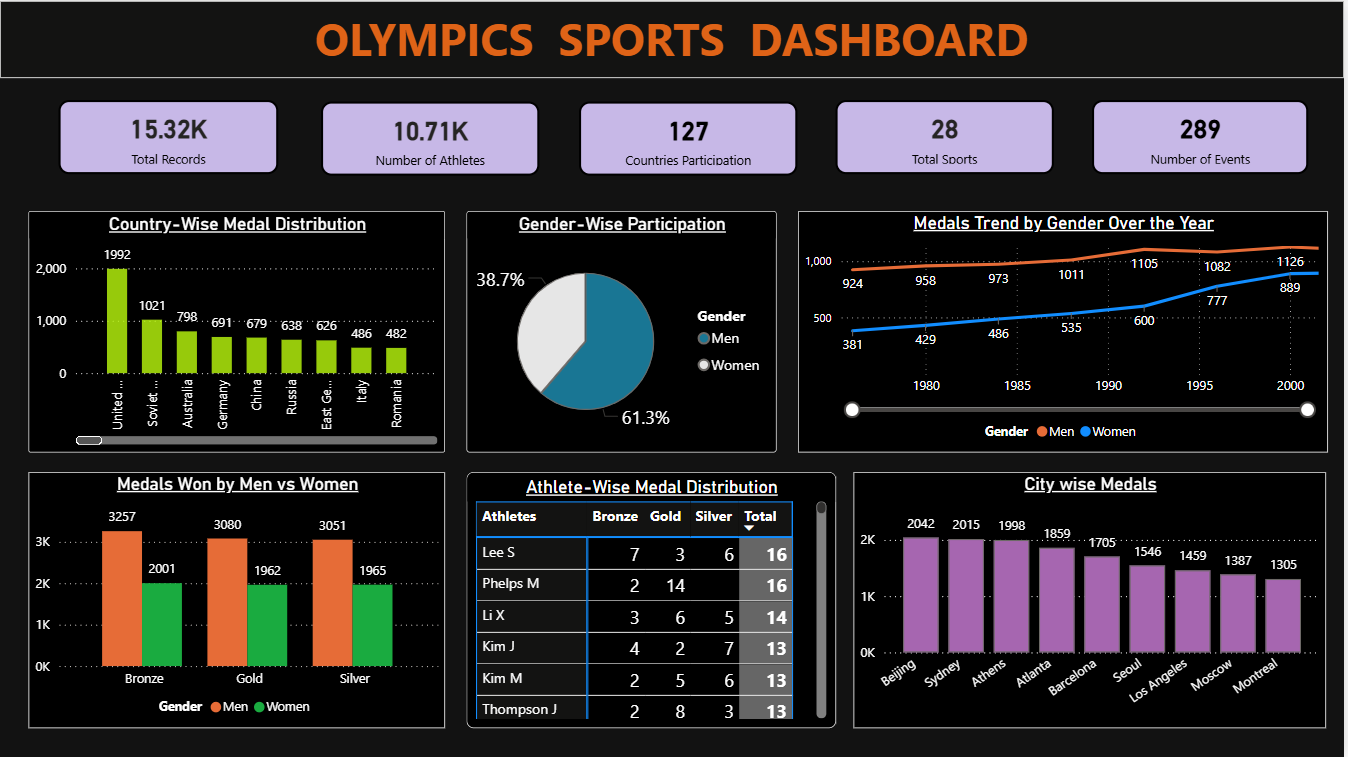 OLYMPICS SPORTS DASHBOARD
15.32K
Total Records
10.71K
Number of Athletes
127
Countries Participation
28
Total Sports
289
Number of Events
Country-Wise Medal Distribution
2,000
1,000
0
1992
1021
798
691
679
638
626
486
482
United ...
Soviet ...
Australia
Germany
China
Russia
East Ge...
Italy
Romania
Gender-Wise Participation
38.7%
61.3%
Gender
Men
Women
Medals Trend by Gender Over the Year
1,000
500
924
958
973
1011
1105
1082
1126
381
429
486
535
600
777
889
1980
1985
1990
1995
2000
Gender Men Women
Medals Won by Men vs Women
3K
2K
1K
0K
3257
2001
3080
1962
3051
1965
Bronze
Gold
Silver
Gender Men Women
Athlete-Wise Medal Distribution
Athletes Bronze Gold Silver Total
Lee S 7 3 6 16
Phelps M 2 14 16
Li X 3 6 5 14
Kim J 4 2 7 13
Kim M 2 5 6 13
Thompson J 2 8 3 13
City wise Medals
2K
1K
0K
2042
2015
1998
1859
1705
1546
1459
1387
1305
Beijing
Sydney
Athens
Atlanta
Barcelona
Seoul
Los Angeles
Moscow
Montreal